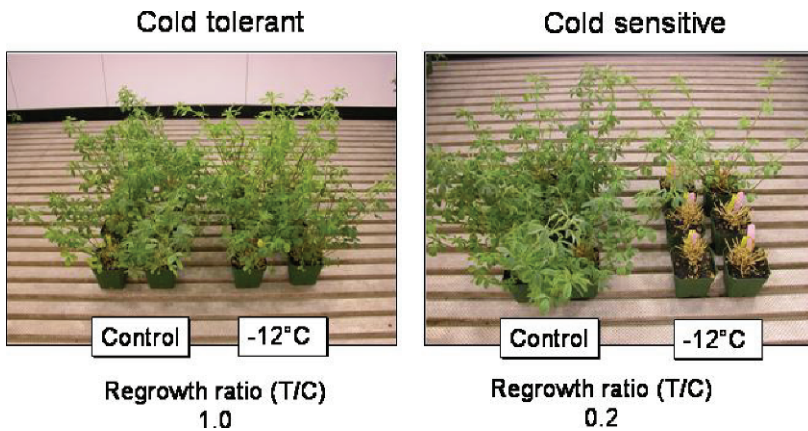 Cold tolerant
Cold sensitive
Control
-12°C
Control
-12°C
Regrowth ratio (T/C)
1.0
Regrowth ratio (T/C)
0.2